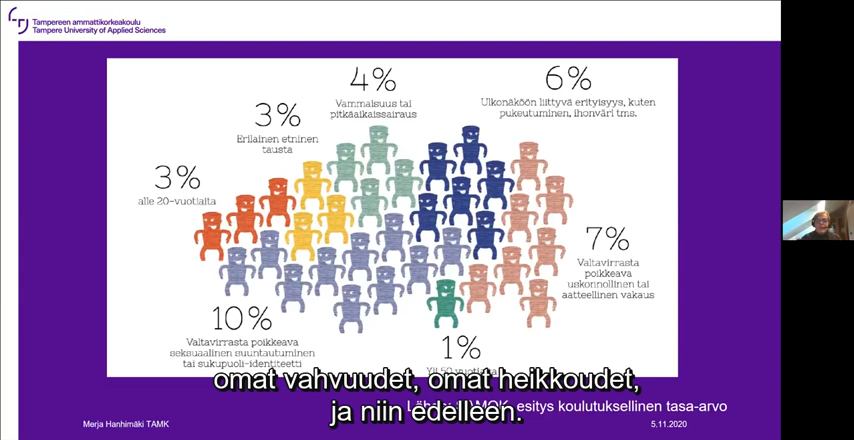 Tampereen ammattikorkeakoulu
Tampere University of Applied Sciences
4%
Vammaisuus tai
pitkäaikaissairaus
6%
Ulkonäköön liittyvä erityisyys, kuten
pukeutuminen, ihonväri tms.
3%
Erilainen etninen
tausta
3%
alle 20-vuotiaita
7%
Valtavirrasta
poikkeava
uskonnollinen tai
aatteellinen vakaus
10%
Valtavirrasta poikkeava
seksuaalinen suuntautuminen
tai sukupuoli-identiteetti
1%
omat vahvuudet, omat heikkoudet,
ja niin edelleen.
esitys koulutuksellinen tasa-arvo
Merja Hanhimäki TAMK
5.11.2020